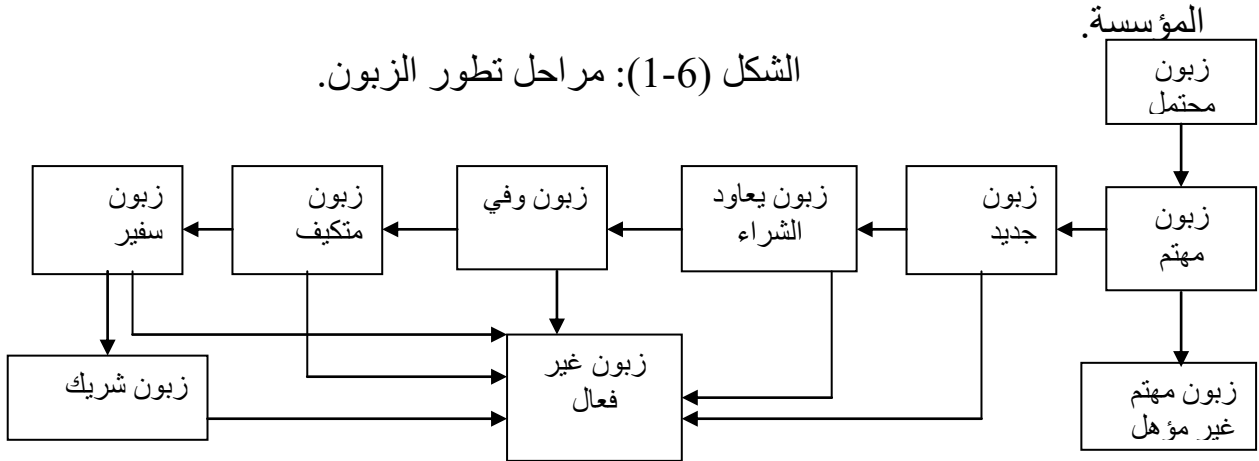 المؤسسة.
الشكل (6-1): مراحل تطور الزبون.
زبون
محتمل
زبون
مهتم
زبون
جديد
زبون يعاود
الشراء
زبون وفي
زبون
متكيف
زبون
سفير
زبون مهتم
غير مؤهل
زبون غير
فعال
زبون شريك